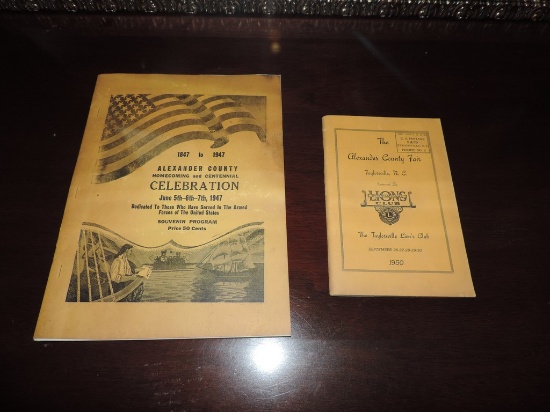 1847 to 1947
ALEXANDER COUNTY
HOMECOMING and CENTENNIAL
CELEBRATION
June 5th-6th-7th, 1947
Dedicated To Those Who Have Served In The Armed
Forces of The United States
SOUVENIR PROGRAM
Price 50 Cents
The
Alexander County Fair
Taylorsville, N. C.
LIONS
CLUB
The Taylorsville Lion's Club
SEPTEMBER
1950